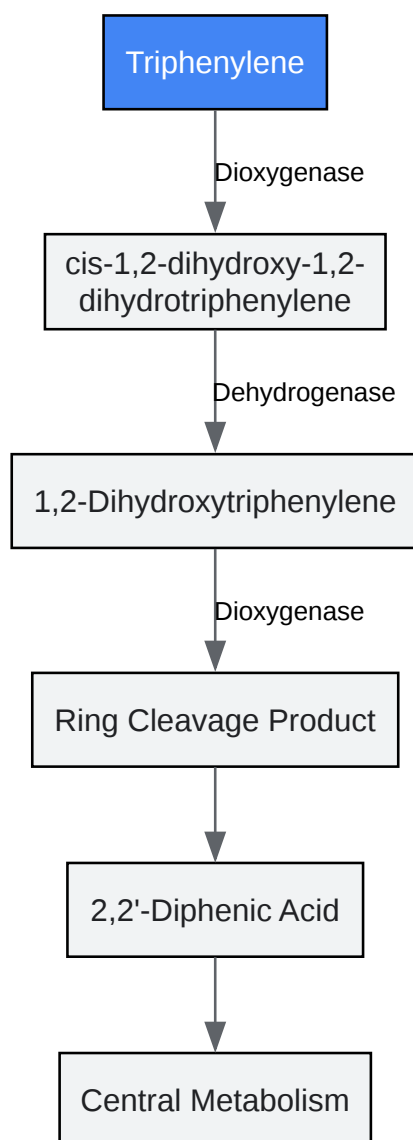 Triphenylene
Dioxygenase
cis-1,2-dihydroxy-1,2-
dihydrotriphenylene
Dehydrogenase
1,2-Dihydroxytriphenylene
Dioxygenase
Ring Cleavage Product
2,2'-Diphenic Acid
Central Metabolism